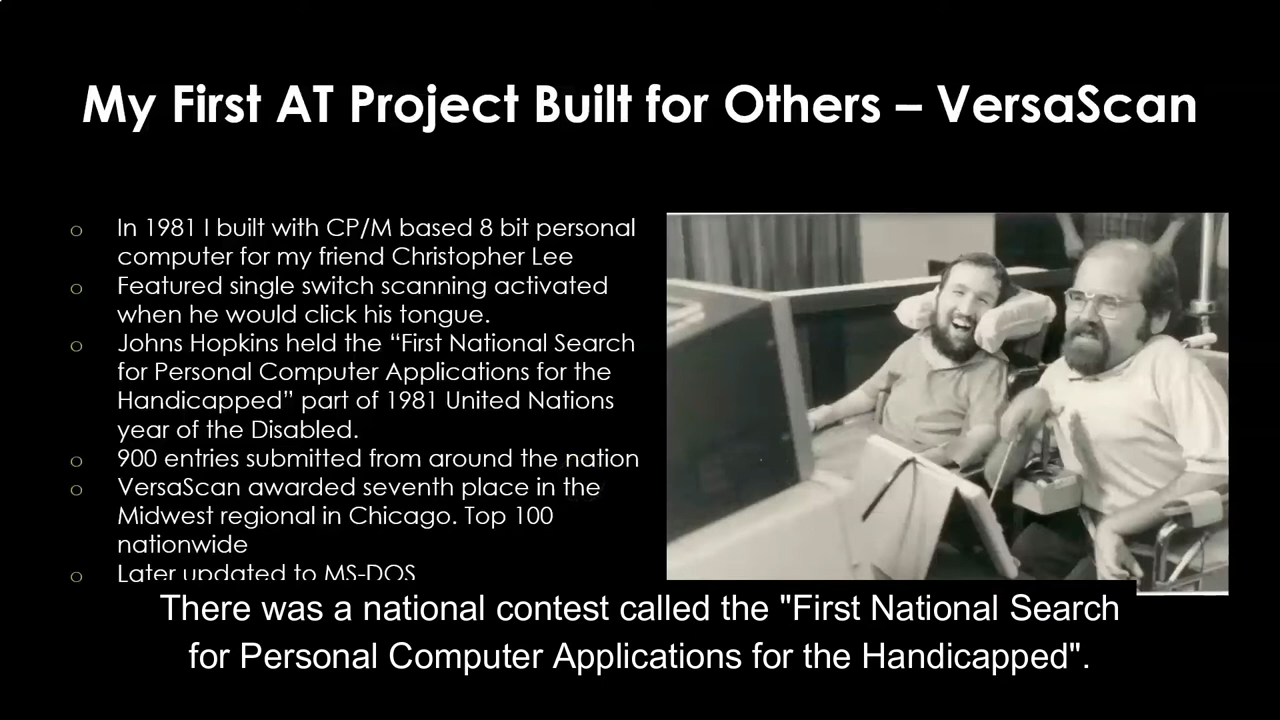 My First AT Project Built for Others – VersaScan
o In 1981 I built with CP/M based 8 bit personal
computer for my friend Christopher Lee
o Featured single switch scanning activated
when he would click his tongue.
o Johns Hopkins held the “First National Search
for Personal Computer Applications for the
Handicapped” part of 1981 United Nations
year of the Disabled.
o 900 entries submitted from around the nation
o VersaScan awarded seventh place in the
Midwest regional in Chicago. Top 100
nationwide
o Later updated to MS-DOS
There was a national contest called the "First National Search
for Personal Computer Applications for the Handicapped".